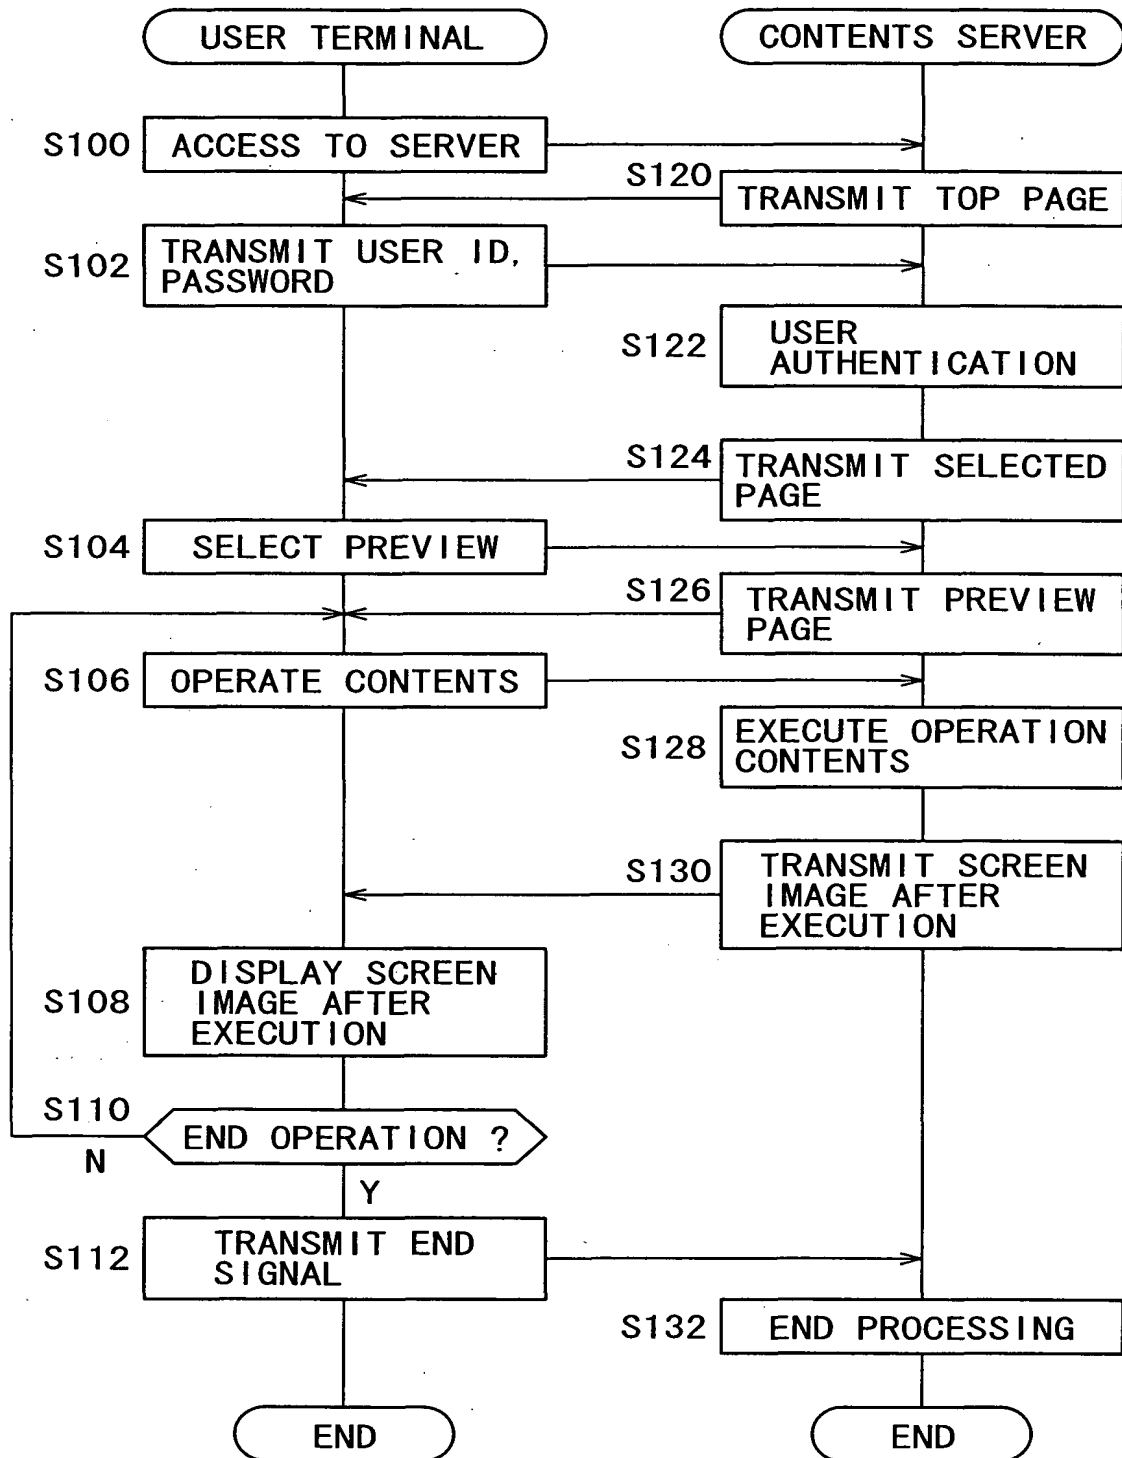 USER TERMINAL
CONTENTS SERVER
S100
ACCESS TO SERVER
S120
TRANSMIT TOP PAGE
S102
TRANSMIT USER ID,
PASSWORD
S122
USER
AUTHENTICATION
S124
TRANSMIT SELECTED
PAGE
S104
SELECT PREVIEW
S126
TRANSMIT PREVIEW
PAGE
S106
OPERATE CONTENTS
S128
EXECUTE OPERATION
CONTENTS
S130
TRANSMIT SCREEN
IMAGE AFTER
EXECUTION
S108
DISPLAY SCREEN
IMAGE AFTER
EXECUTION
S110
END OPERATION ?
N
Y
S112
TRANSMIT END
SIGNAL
S132
END PROCESSING
END
END